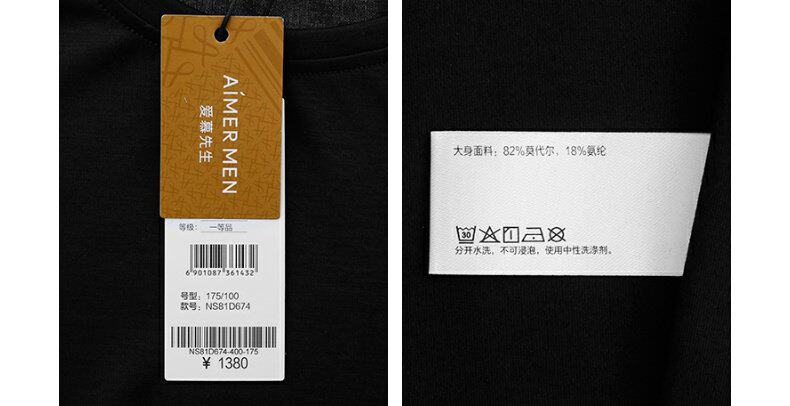 AIMER MEN
爱慕先生
等级: 一等品
6 901087 361432
号型: 175/100
款号: NS81D674
NS81D674-400-175
¥ 1380
大身面料: 82%莫代尔, 18%氨纶
30
分开水洗, 不可浸泡, 使用中性洗涤剂。